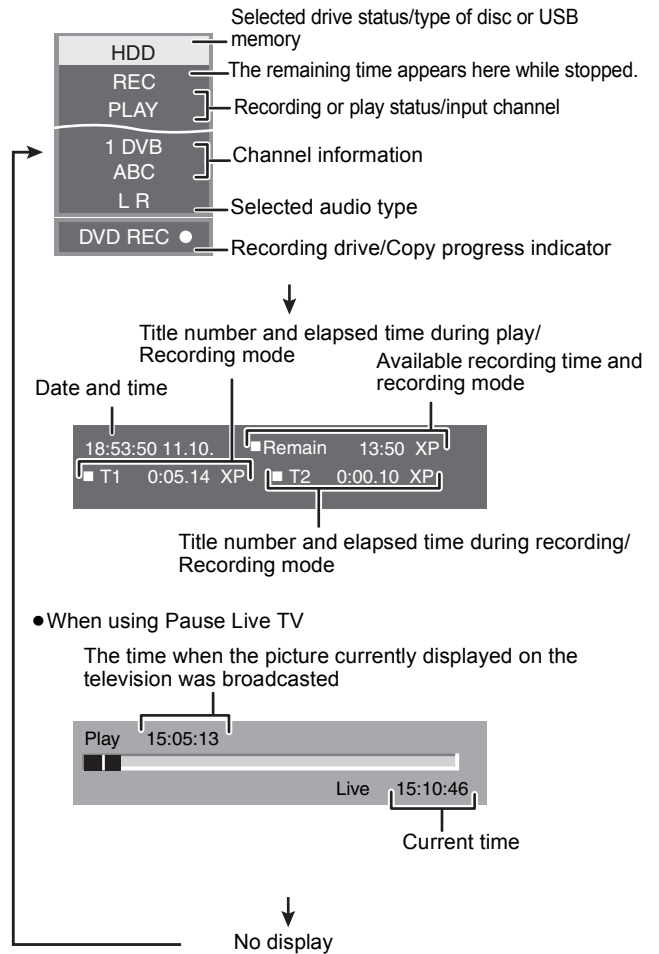 Selected drive status/type of disc or USB
memory
HDD
The remaining time appears here while stopped.
REC
PLAY
Recording or play status/input channel
1 DVB
ABC
Channel information
L R
Selected audio type
DVD REC ●
Recording drive/Copy progress indicator
Title number and elapsed time during play/
Recording mode
Available recording time and
recording mode
Date and time
18:53:50 11.10.
Remain 13:50 XP
T1 0:05.14 XP
T2 0:00.10 XP
Title number and elapsed time during recording/
Recording mode
●When using Pause Live TV
The time when the picture currently displayed on the
television was broadcasted
Play 15:05:13
Live 15:10:46
Current time
No display